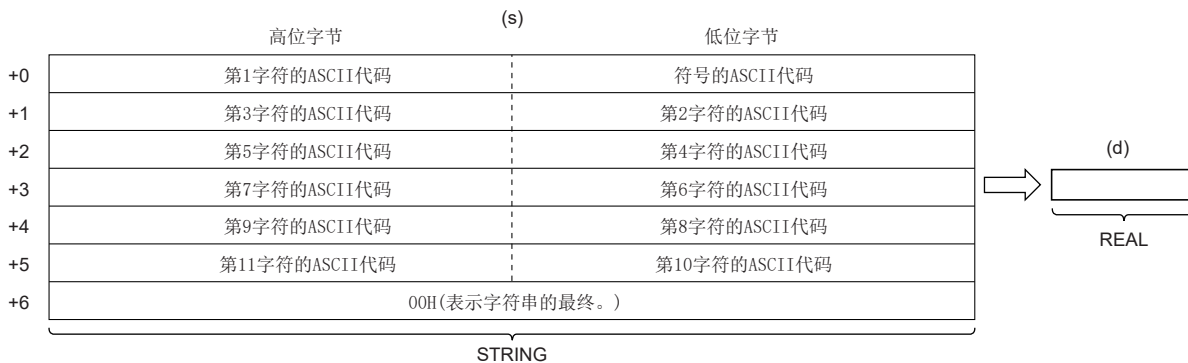 (s)
高位字节 低位字节
+0 第1字符的ASCII代码 符号的ASCII代码
+1 第3字符的ASCII代码 第2字符的ASCII代码
+2 第5字符的ASCII代码 第4字符的ASCII代码
+3 第7字符的ASCII代码 第6字符的ASCII代码
+4 第9字符的ASCII代码 第8字符的ASCII代码
+5 第11字符的ASCII代码 第10字符的ASCII代码
+6 00H(表示字符串的最终。)
STRING
(d)
REAL